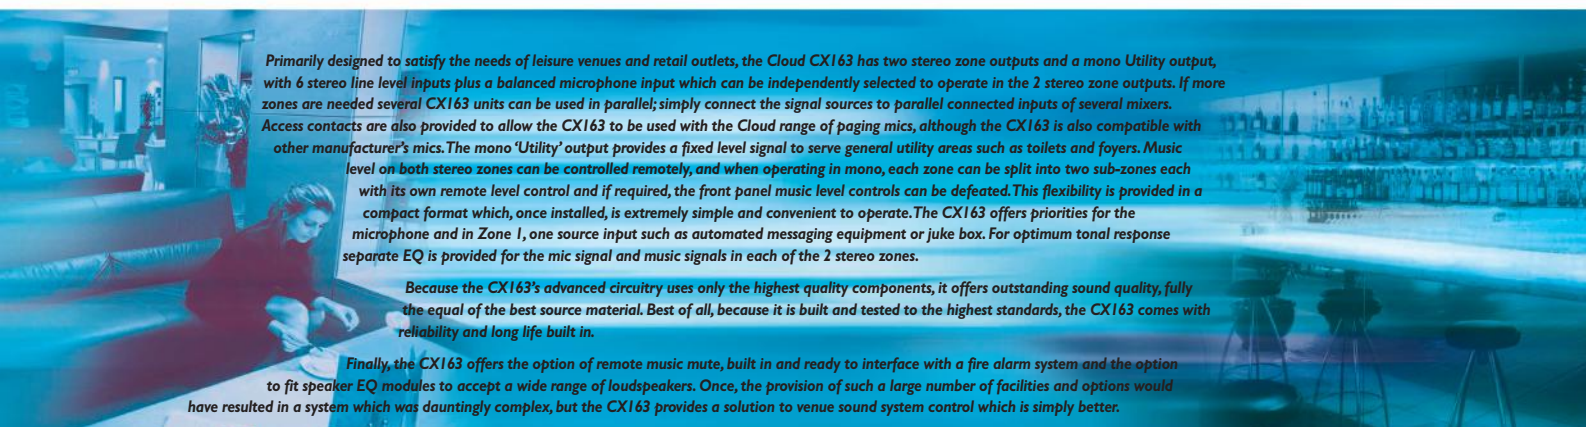 Primarily designed to satisfy the needs of leisure venues and retail outlets, the Cloud CX163 has two stereo zone outputs and a mono Utility output,
with 6 stereo line level inputs plus a balanced microphone input which can be independently selected to operate in the 2 stereo zone outputs. If more
zones are needed several CX163 units can be used in parallel; simply connect the signal sources to parallel connected inputs of several mixers.
Access contacts are also provided to allow the CX163 to be used with the Cloud range of paging mics, although the CX163 is also compatible with
other manufacturer's mics. The mono 'Utility' output provides a fixed level signal to serve general utility areas such as toilets and foyers. Music
level on both stereo zones can be controlled remotely, and when operating in mono, each zone can be split into two sub-zones each
with its own remote level control and if required, the front panel music level controls can be defeated. This flexibility is provided in a
compact format which, once installed, is extremely simple and convenient to operate. The CX163 offers priorities for the
microphone and in Zone 1, one source input such as automated messaging equipment or juke box. For optimum tonal response
separate EQ is provided for the mic signal and music signals in each of the 2 stereo zones.
Because the CX163's advanced circuitry uses only the highest quality components, it offers outstanding sound quality, fully
the equal of the best source material. Best of all, because it is built and tested to the highest standards, the CX163 comes with
reliability and long life built in.
Finally, the CX163 offers the option of remote music mute, built in and ready to interface with a fire alarm system and the option
to fit speaker EQ modules to accept a wide range of loudspeakers. Once, the provision of such a large number of facilities and options would
have resulted in a system which was dauntingly complex, but the CX163 provides a solution to venue sound system control which is simply better.